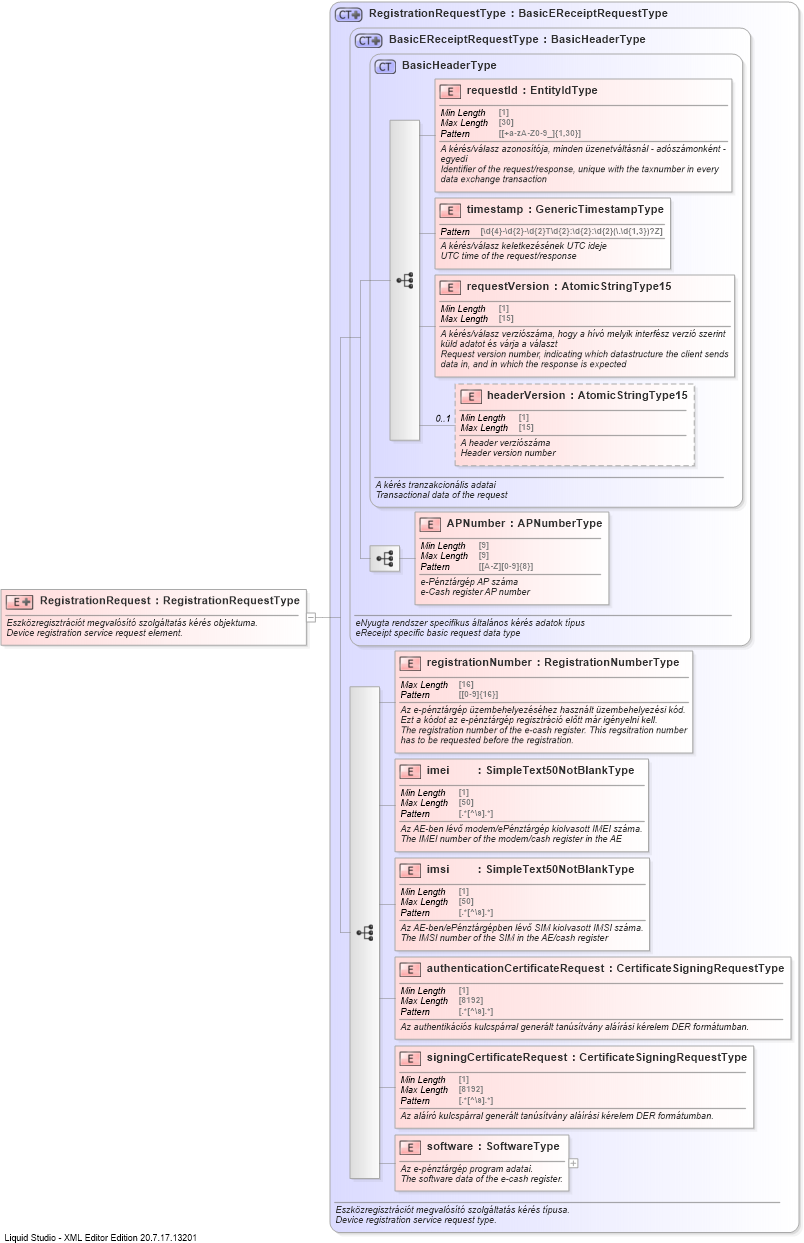 CT+ RegistrationRequestType : BasicEReceiptRequestType
CT+ BasicEReceiptRequestType : BasicHeaderType
CT BasicHeaderType
E requestId : EntityIdType
Min Length [1]
Max Length [30]
Pattern [[+a-zA-Z0-9_]{1,30}]
A kérés/válasz azonosítója, minden üzenetváltásnál - adószámonként -
egyedi
Identifier of the request/response, unique with the taxnumber in every
data exchange transaction
E timestamp : GenericTimestampType
Pattern [\d{4}-\d{2}-\d{2}T\d{2}:\d{2}:\d{2}(\.\d{1,3})?Z]
A kérés/válasz keletkezésének UTC ideje
UTC time of the request/response
E requestVersion : AtomicStringType15
Min Length [1]
Max Length [15]
A kérés/válasz verziószáma, hogy a hívó melyik interfész verzió szerint
küld adatot és várja a választ
Request version number, indicating which datastructure the client sends
data in, and in which the response is expected
E headerVersion : AtomicStringType15
0..1
Min Length [1]
Max Length [15]
A header verziószáma
Header version number
A kérés tranzakcionális adatai
Transactional data of the request
E APNumber : APNumberType
Min Length [9]
Max Length [9]
Pattern [[A-Z][0-9]{8}]
e-Pénztárgép AP száma
e-Cash register AP number
E+ RegistrationRequest : RegistrationRequestType
Eszközregisztrációt megvalósító szolgáltatás kérés objektuma.
Device registration service request element.
eNyugta rendszer specifikus általános kérés adatok típus
eReceipt specific basic request data type
E registrationNumber : RegistrationNumberType
Max Length [16]
Pattern [[0-9]{16}]
Az e-pénztárgép üzembehelyezéséhez használt üzembehelyezési kód.
Ezt a kódot az e-pénztárgép regisztráció előtt már igényelni kell.
The registration number of the e-cash register. This regsitration number
has to be requested before the registration.
E imei : SimpleText50NotBlankType
Min Length [1]
Max Length [50]
Pattern [.*[^\s].*]
Az AE-ben lévő modem/ePénztárgép kiolvasott IMEI száma.
The IMEI number of the modem/cash register in the AE
E imsi : SimpleText50NotBlankType
Min Length [1]
Max Length [50]
Pattern [.*[^\s].*]
Az AE-ben/ePénztárgépben lévő SIM kiolvasott IMSI száma.
The IMSI number of the SIM in the AE/cash register
E authenticationCertificateRequest : CertificateSigningRequestType
Min Length [1]
Max Length [8192]
Pattern [.*[^\s].*]
Az authentikációs kulcspárral generált tanúsítvány aláírási kérelem DER formátumban.
E signingCertificateRequest : CertificateSigningRequestType
Min Length [1]
Max Length [8192]
Pattern [.*[^\s].*]
Az aláíró kulcspárral generált tanúsítvány aláírási kérelem DER formátumban.
E software : SoftwareType
Az e-pénztárgép program adatai.
The software data of the e-cash register.
Eszközregisztrációt megvalósító szolgáltatás kérés típusa.
Device registration service request type.
Liquid Studio - XML Editor Edition 20.7.17.13201